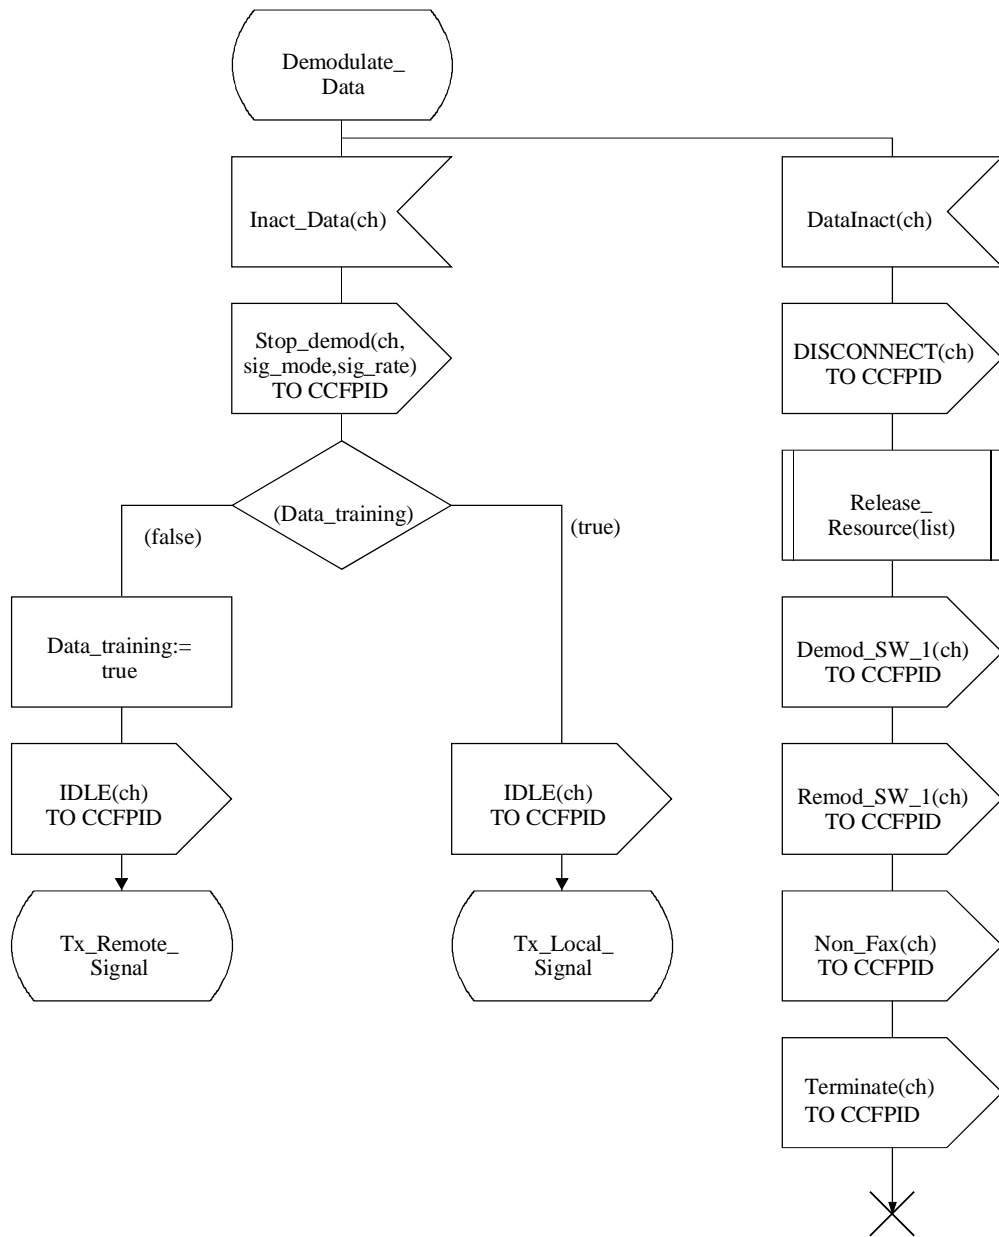 Demodulate_
Data
Inact_Data(ch)
DataInact(ch)
Stop_demod(ch,
sig_mode,sig_rate)
TO CCFPID
DISCONNECT(ch)
TO CCFPID
(Data_training)
(false)
(true)
Release_
Resource(list)
Data_training:=
true
Demod_SW_1(ch)
TO CCFPID
IDLE(ch)
TO CCFPID
IDLE(ch)
TO CCFPID
Remod_SW_1(ch)
TO CCFPID
Tx_Remote_
Signal
Tx_Local_
Signal
Non_Fax(ch)
TO CCFPID
Terminate(ch)
TO CCFPID